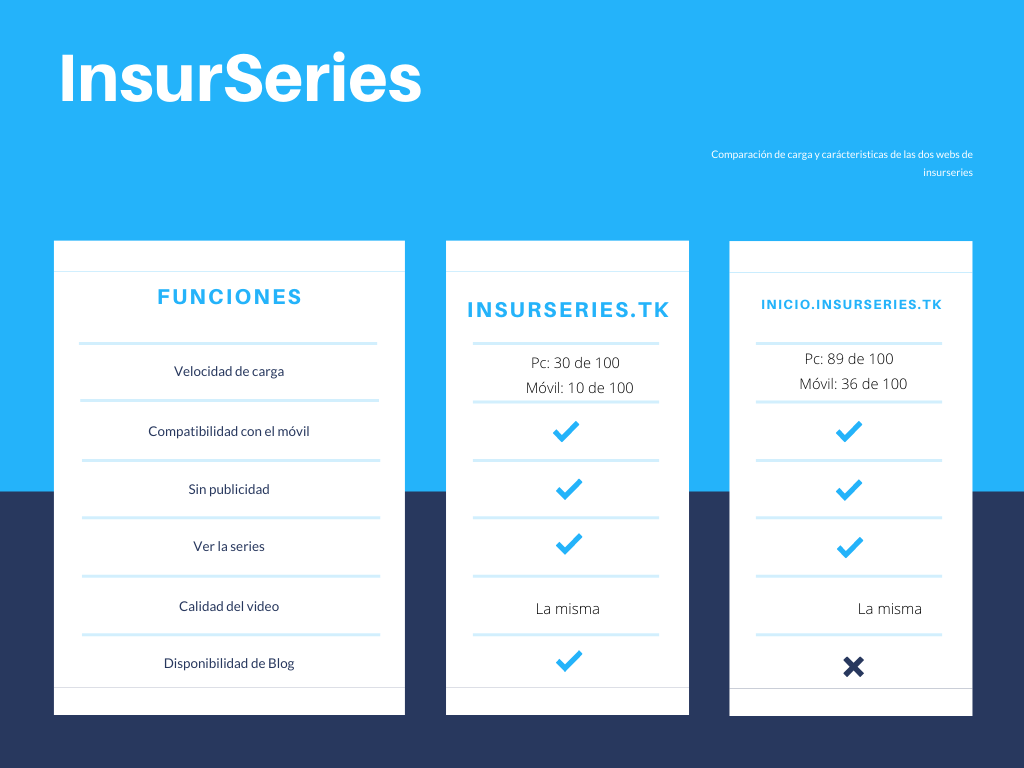 InsurSeries
Comparación de carga y carácteristicas de las dos webs de
insurseries
FUNCIONES
INSURSERIES.TK
INICIO.INSURSERIES.TK
Velocidad de carga
Pc: 30 de 100
Móvil: 10 de 100
Pc: 89 de 100
Móvil: 36 de 100
Compatibilidad con el móvil
Sin publicidad
Ver la series
Calidad del video
La misma
La misma
Disponibilidad de Blog